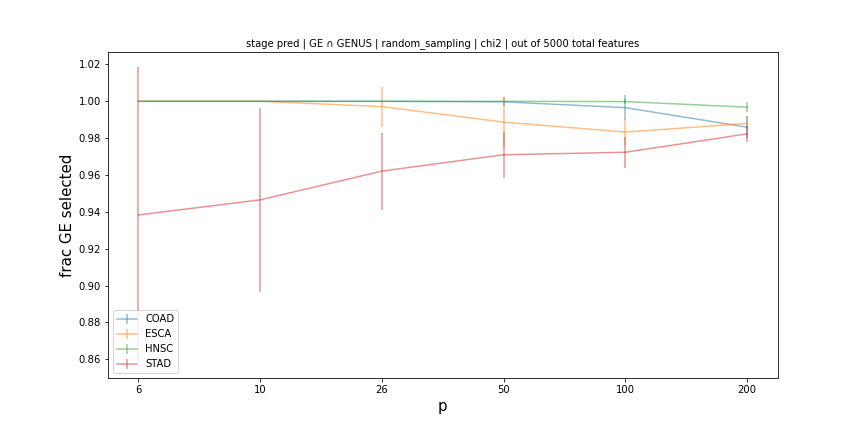 stage pred | GE ∩ GENUS | random_sampling | chi2 | out of 5000 total features
1.02
1.00
0.98
0.96
0.94
0.92
0.90
0.88
0.86
frac GE selected
COAD
ESCA
HNSC
STAD
6 10 26 50 100 200
p